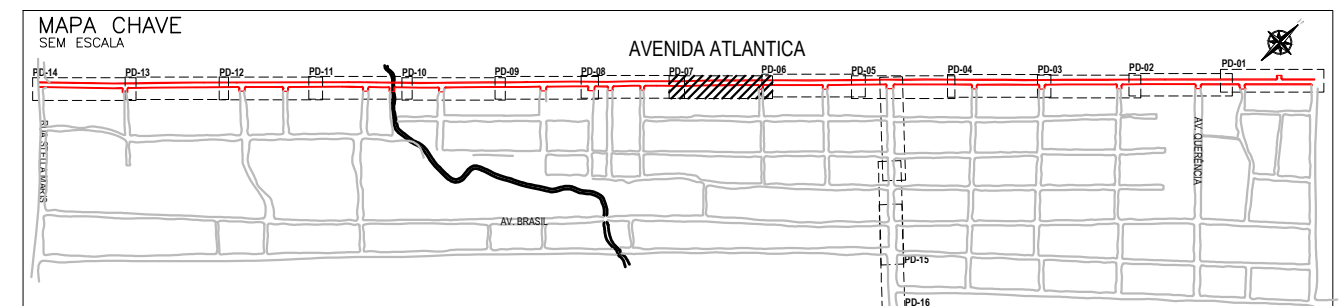 MAPA CHAVE
SEM ESCALA
AVENIDA ATLANTICA
PD-14
PD-13
PD-12
PD-11
PD-10
PD-09
PD-08
PD-07
PD-06
PD-05
PD-04
PD-03
PD-02
PD-01
RUA STELLA MARIS
AV. QUERÊNCIA
AV. BRASIL
PD-15
PD-16